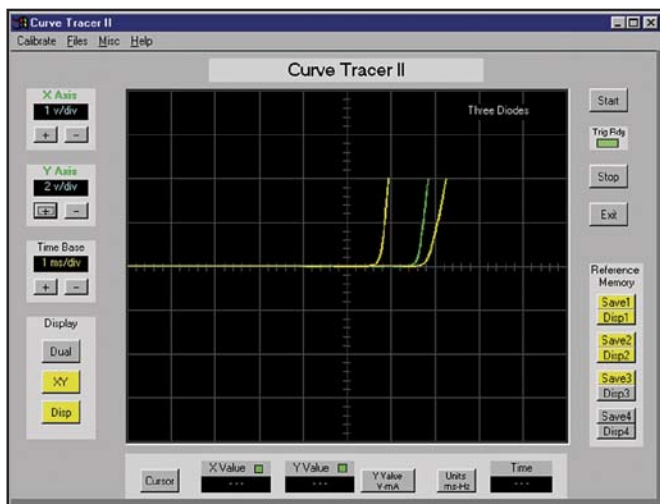 Curve Tracer II
Calibrate Files Misc Help
Curve Tracer II
X Axis
1 v/div
+ -
Y Axis
2 v/div
+ -
Time Base
1 ms/div
+ -
Display
Dual
XY
Disp
Three Diodes
Start
Trig Rdy
Stop
Exit
Reference
Memory
Save1
Disp1
Save2
Disp2
Save3
Disp3
Save4
Disp4
Cursor
X Value
---
Y Value
---
Y Value
V-mA
Units
ms-Hz
Time
---